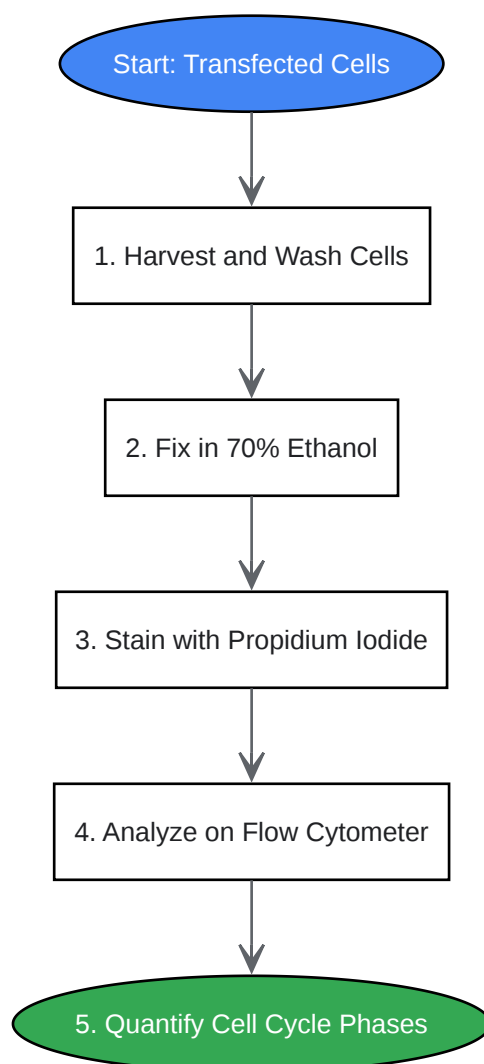 Start: Transfected Cells
1. Harvest and Wash Cells
2. Fix in 70% Ethanol
3. Stain with Propidium Iodide
4. Analyze on Flow Cytometer
5. Quantify Cell Cycle Phases